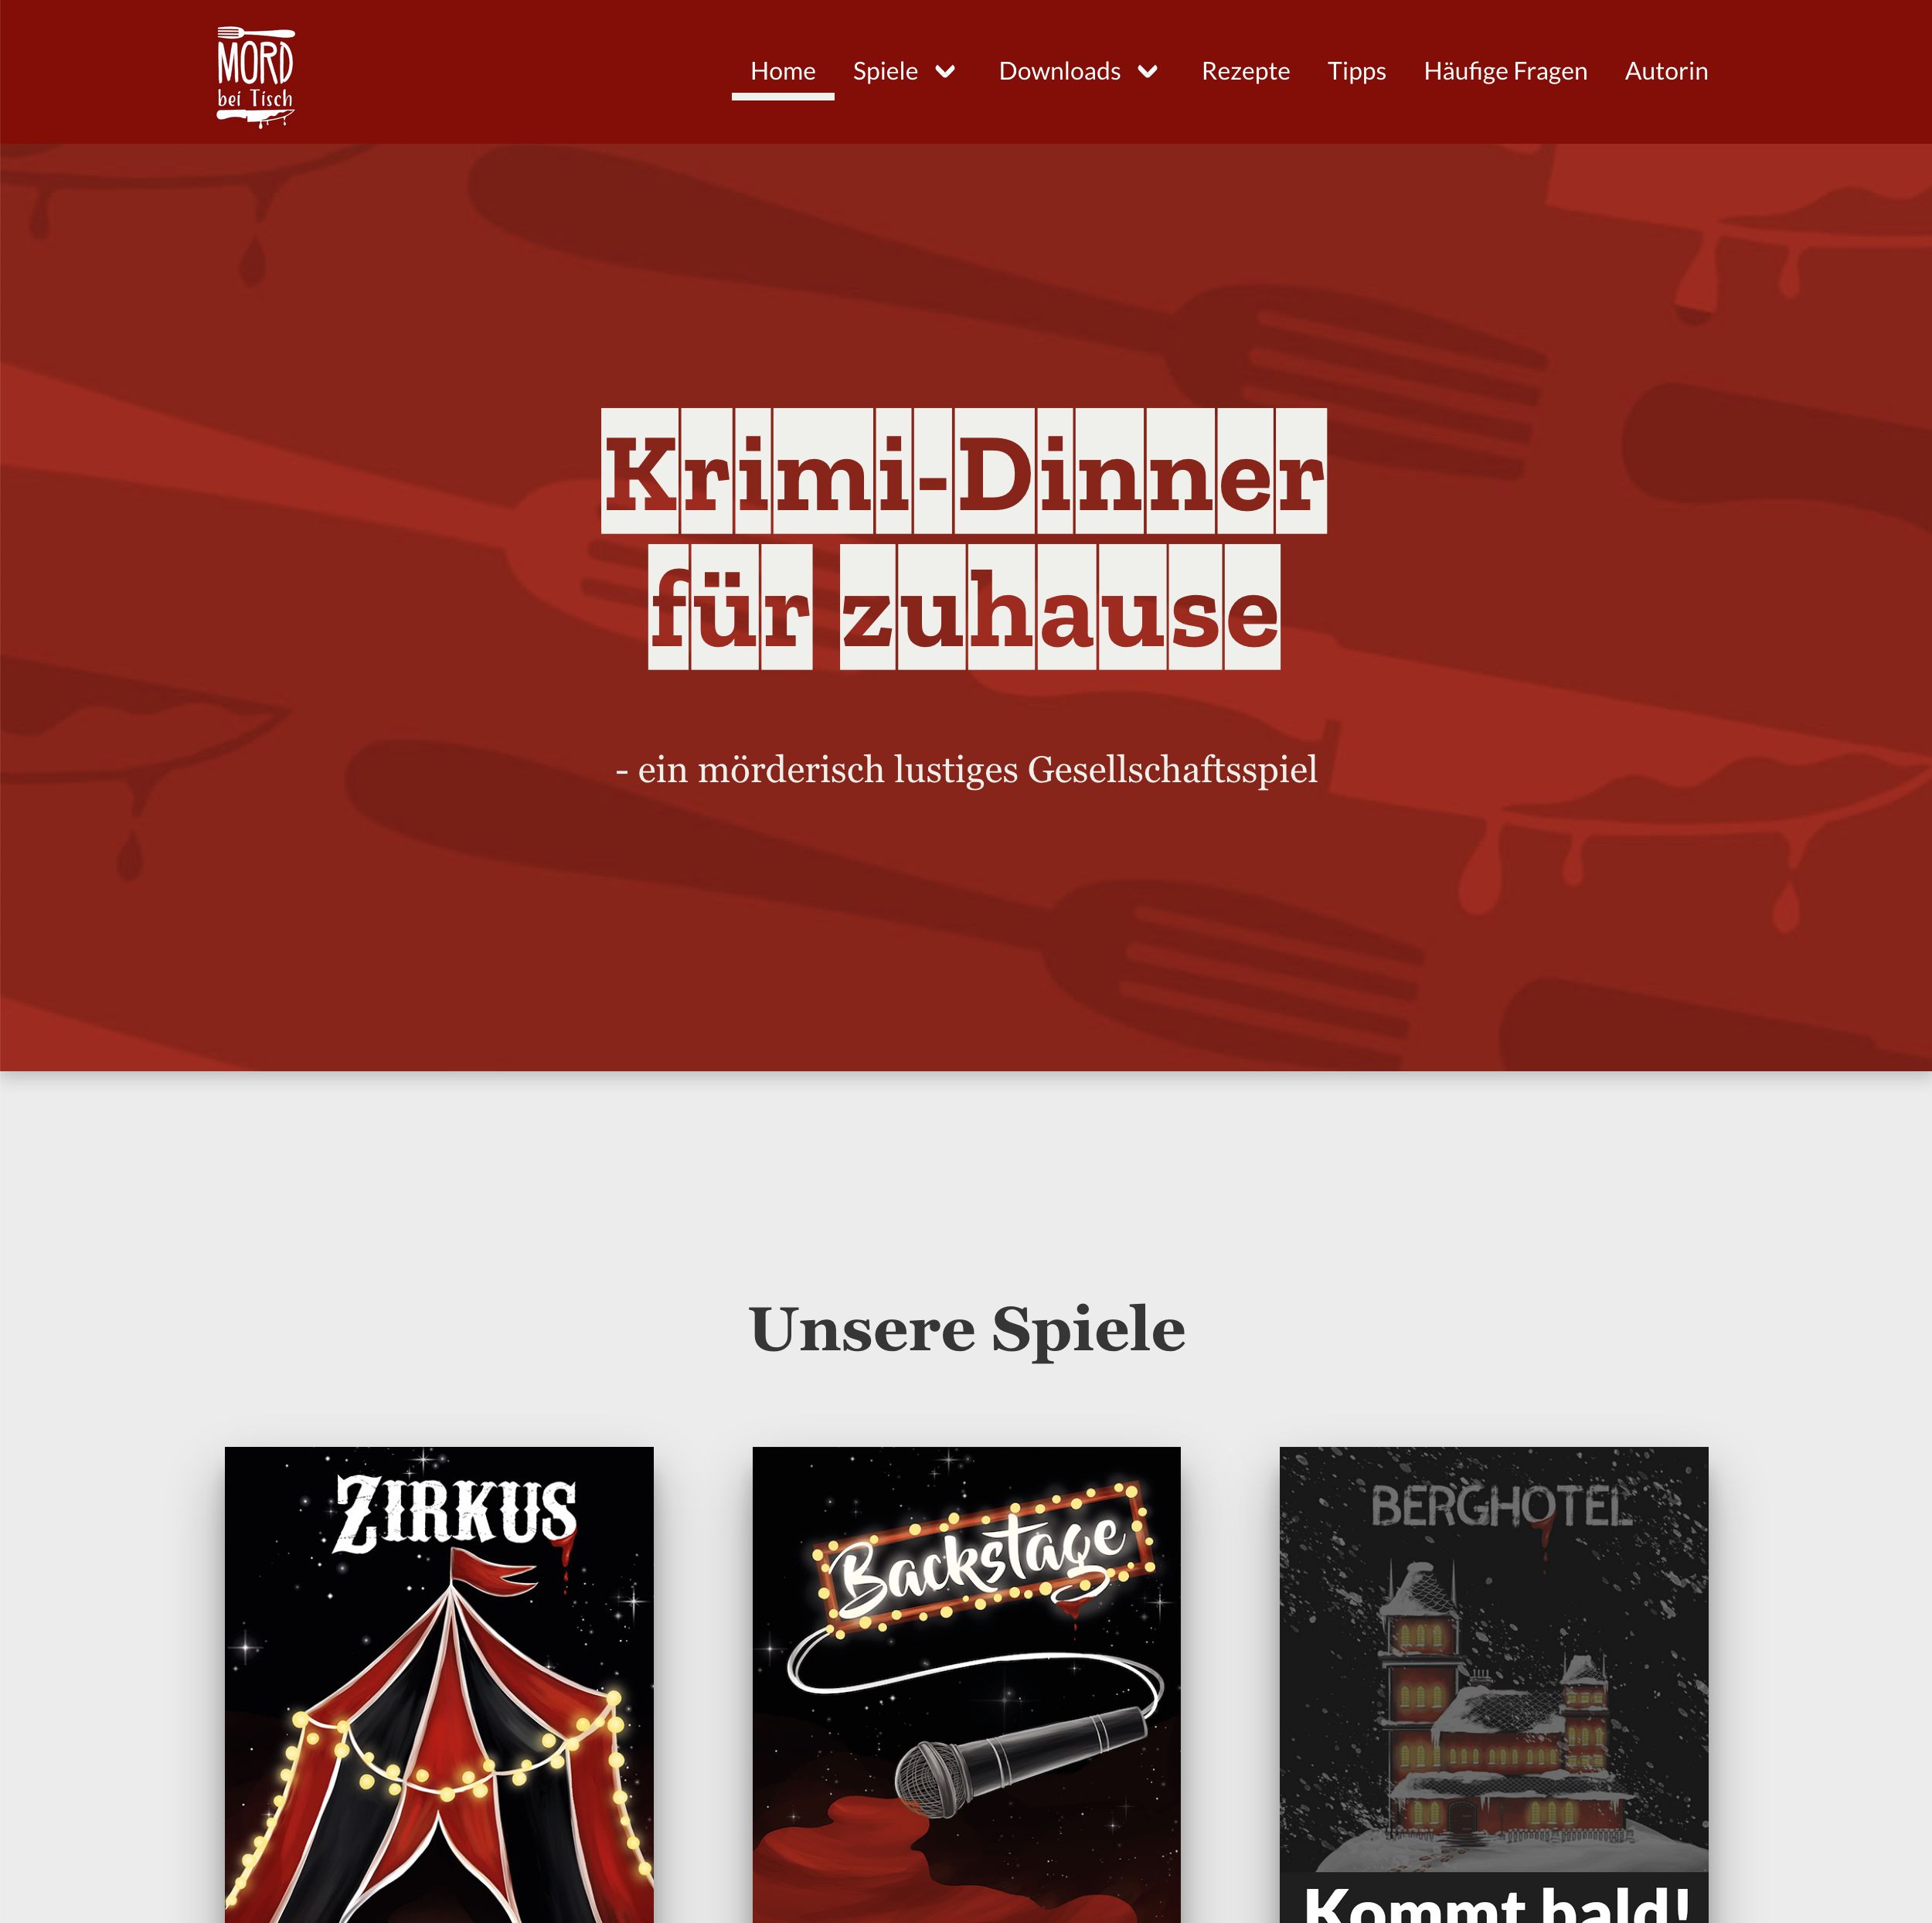 MORD
bei Tisch
Home Spiele Downloads Rezepte Tipps Häufige Fragen Autorin
Krimi-Dinner
für zuhause
- ein mörderisch lustiges Gesellschaftsspiel
Unsere Spiele
ZIRKUS
Backstage
BERGHOTEL
Kommt bald!